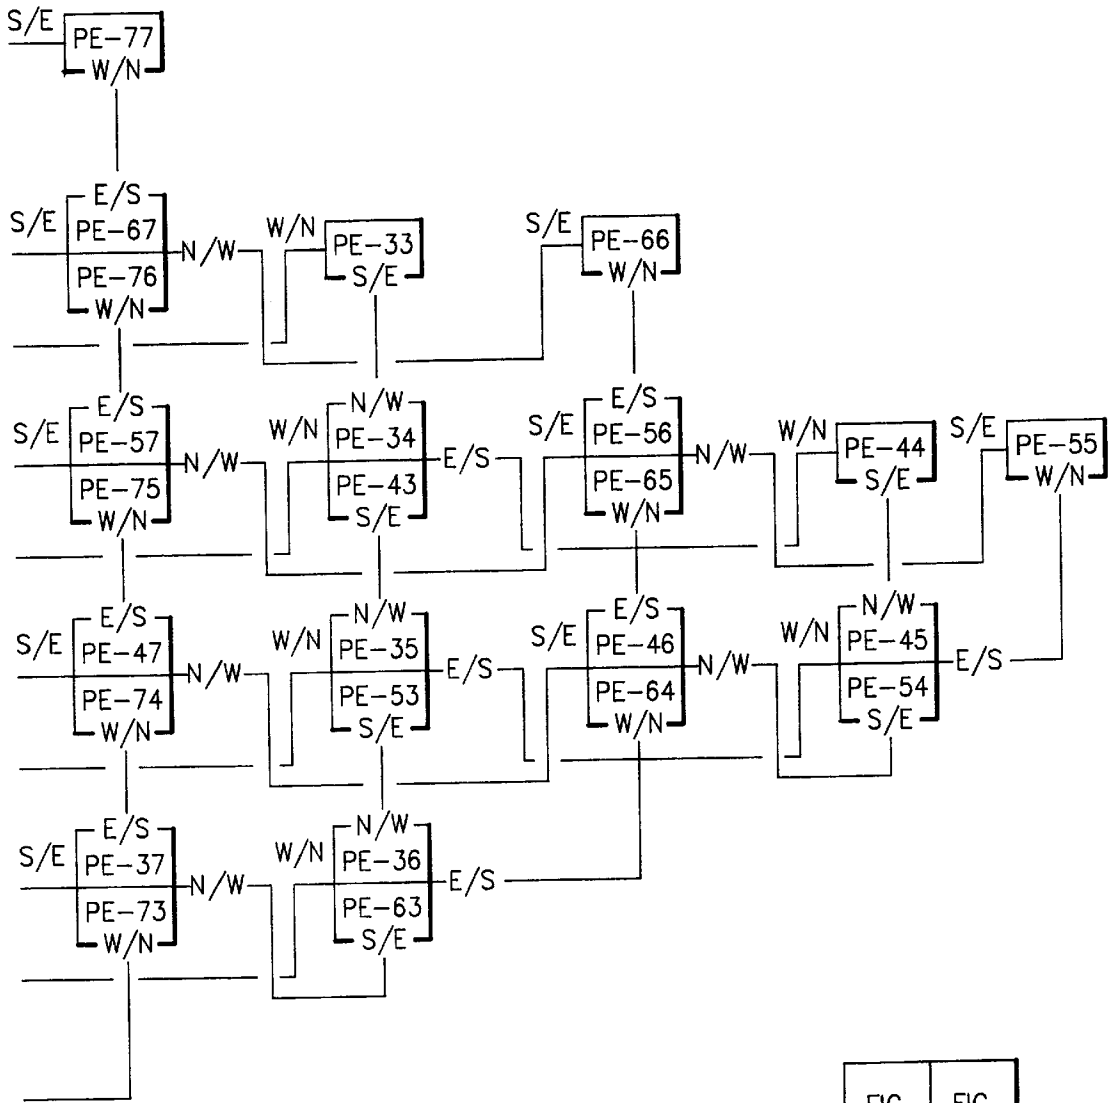 S/E PE-77
W/N
E/S
S/E PE-67 N/W W/N PE-33 S/E PE-66
PE-76 S/E W/N
W/N
E/S N/W E/S
S/E PE-57 N/W W/N PE-34 E/S S/E PE-56 N/W W/N PE-44 S/E PE-55
PE-75 PE-43 PE-65 S/E W/N
W/N S/E W/N
E/S N/W E/S N/W
S/E PE-47 N/W W/N PE-35 E/S S/E PE-46 N/W W/N PE-45 E/S
PE-74 PE-53 PE-64 PE-54
W/N S/E W/N S/E
E/S N/W
S/E PE-37 N/W W/N PE-36 E/S
PE-73 PE-63
W/N S/E